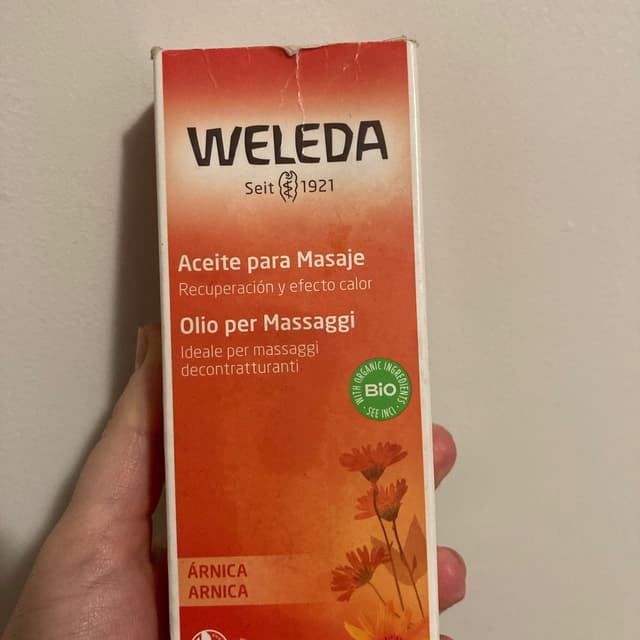 WELEDA
Seit 1921
Aceite para Masaje
Recuperación y efecto calor
Olio per Massaggi
Ideale per massaggi
decontratturanti
WITH ORGANIC INGREDIENTS
BIO
· SEE INCI ·
ÁRNICA
ARNICA